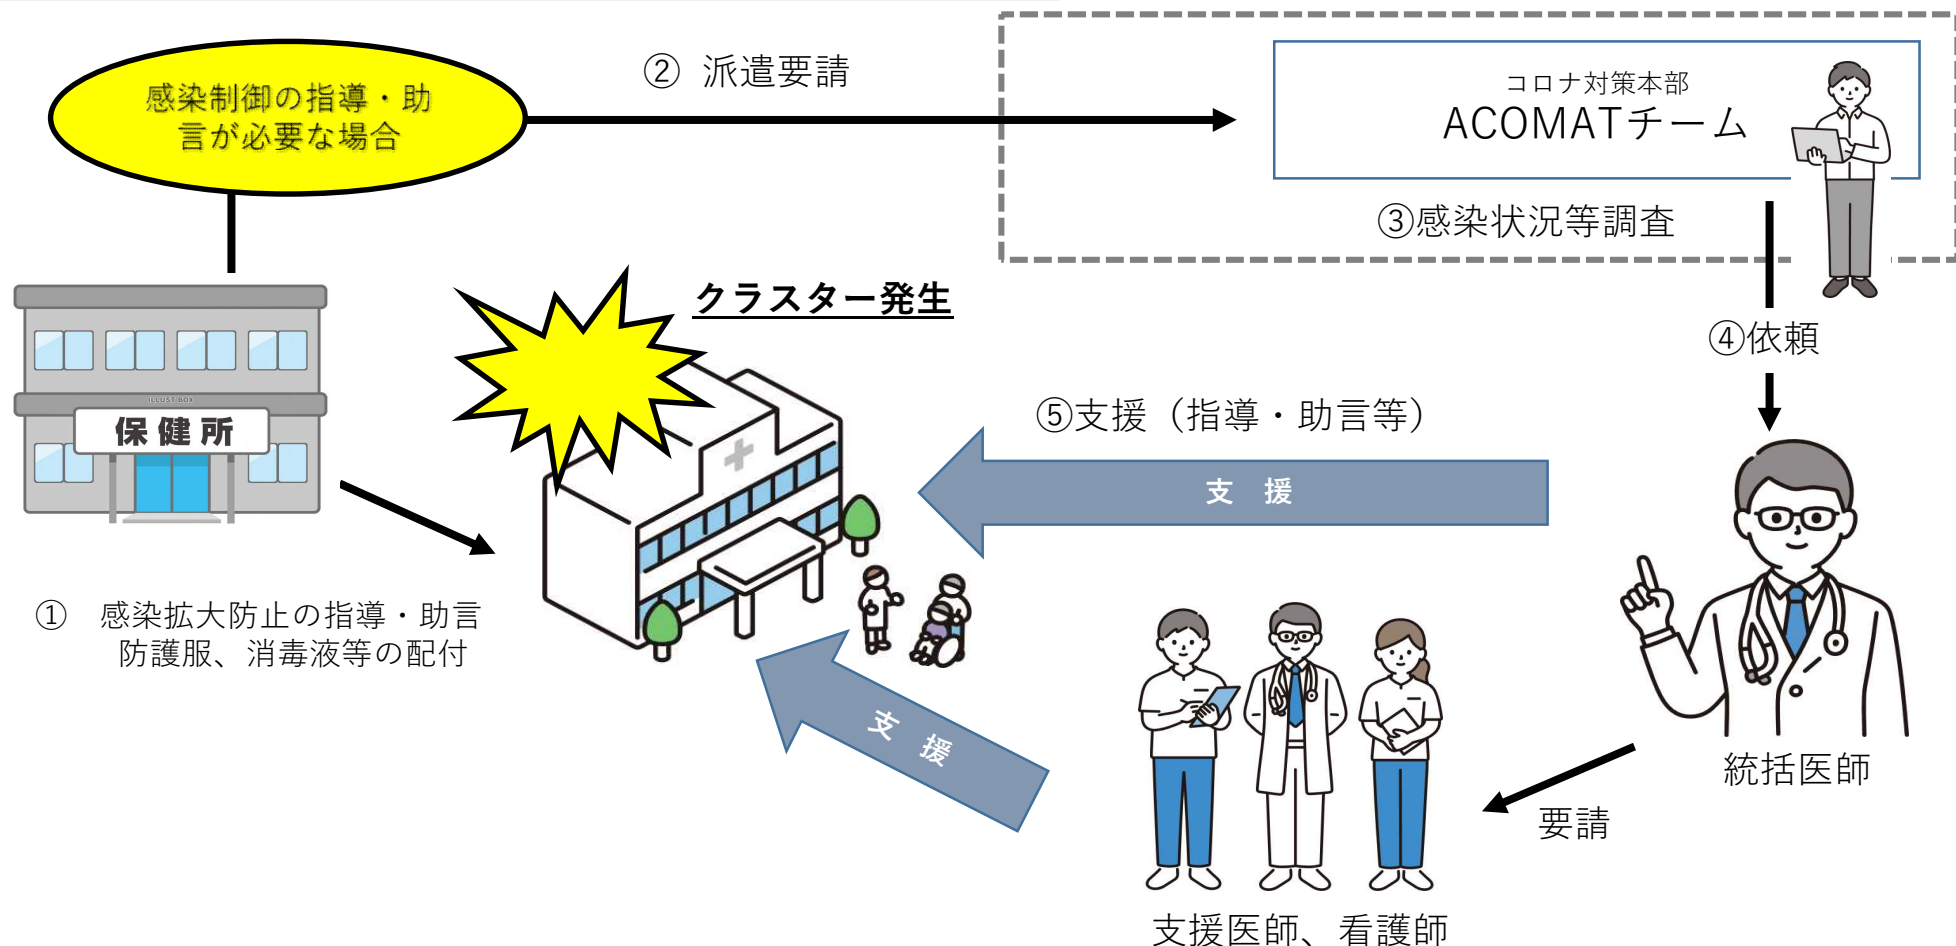 感染制御の指導・助
言が必要な場合
② 派遣要請
コロナ対策本部
ACOMATチーム
③感染状況等調査
クラスター発生
④依頼
ILLUST BOX
保健所
⑤支援（指導・助言等）
支 援
① 感染拡大防止の指導・助言
防護服、消毒液等の配付
支 援
統括医師
要請
支援医師、看護師